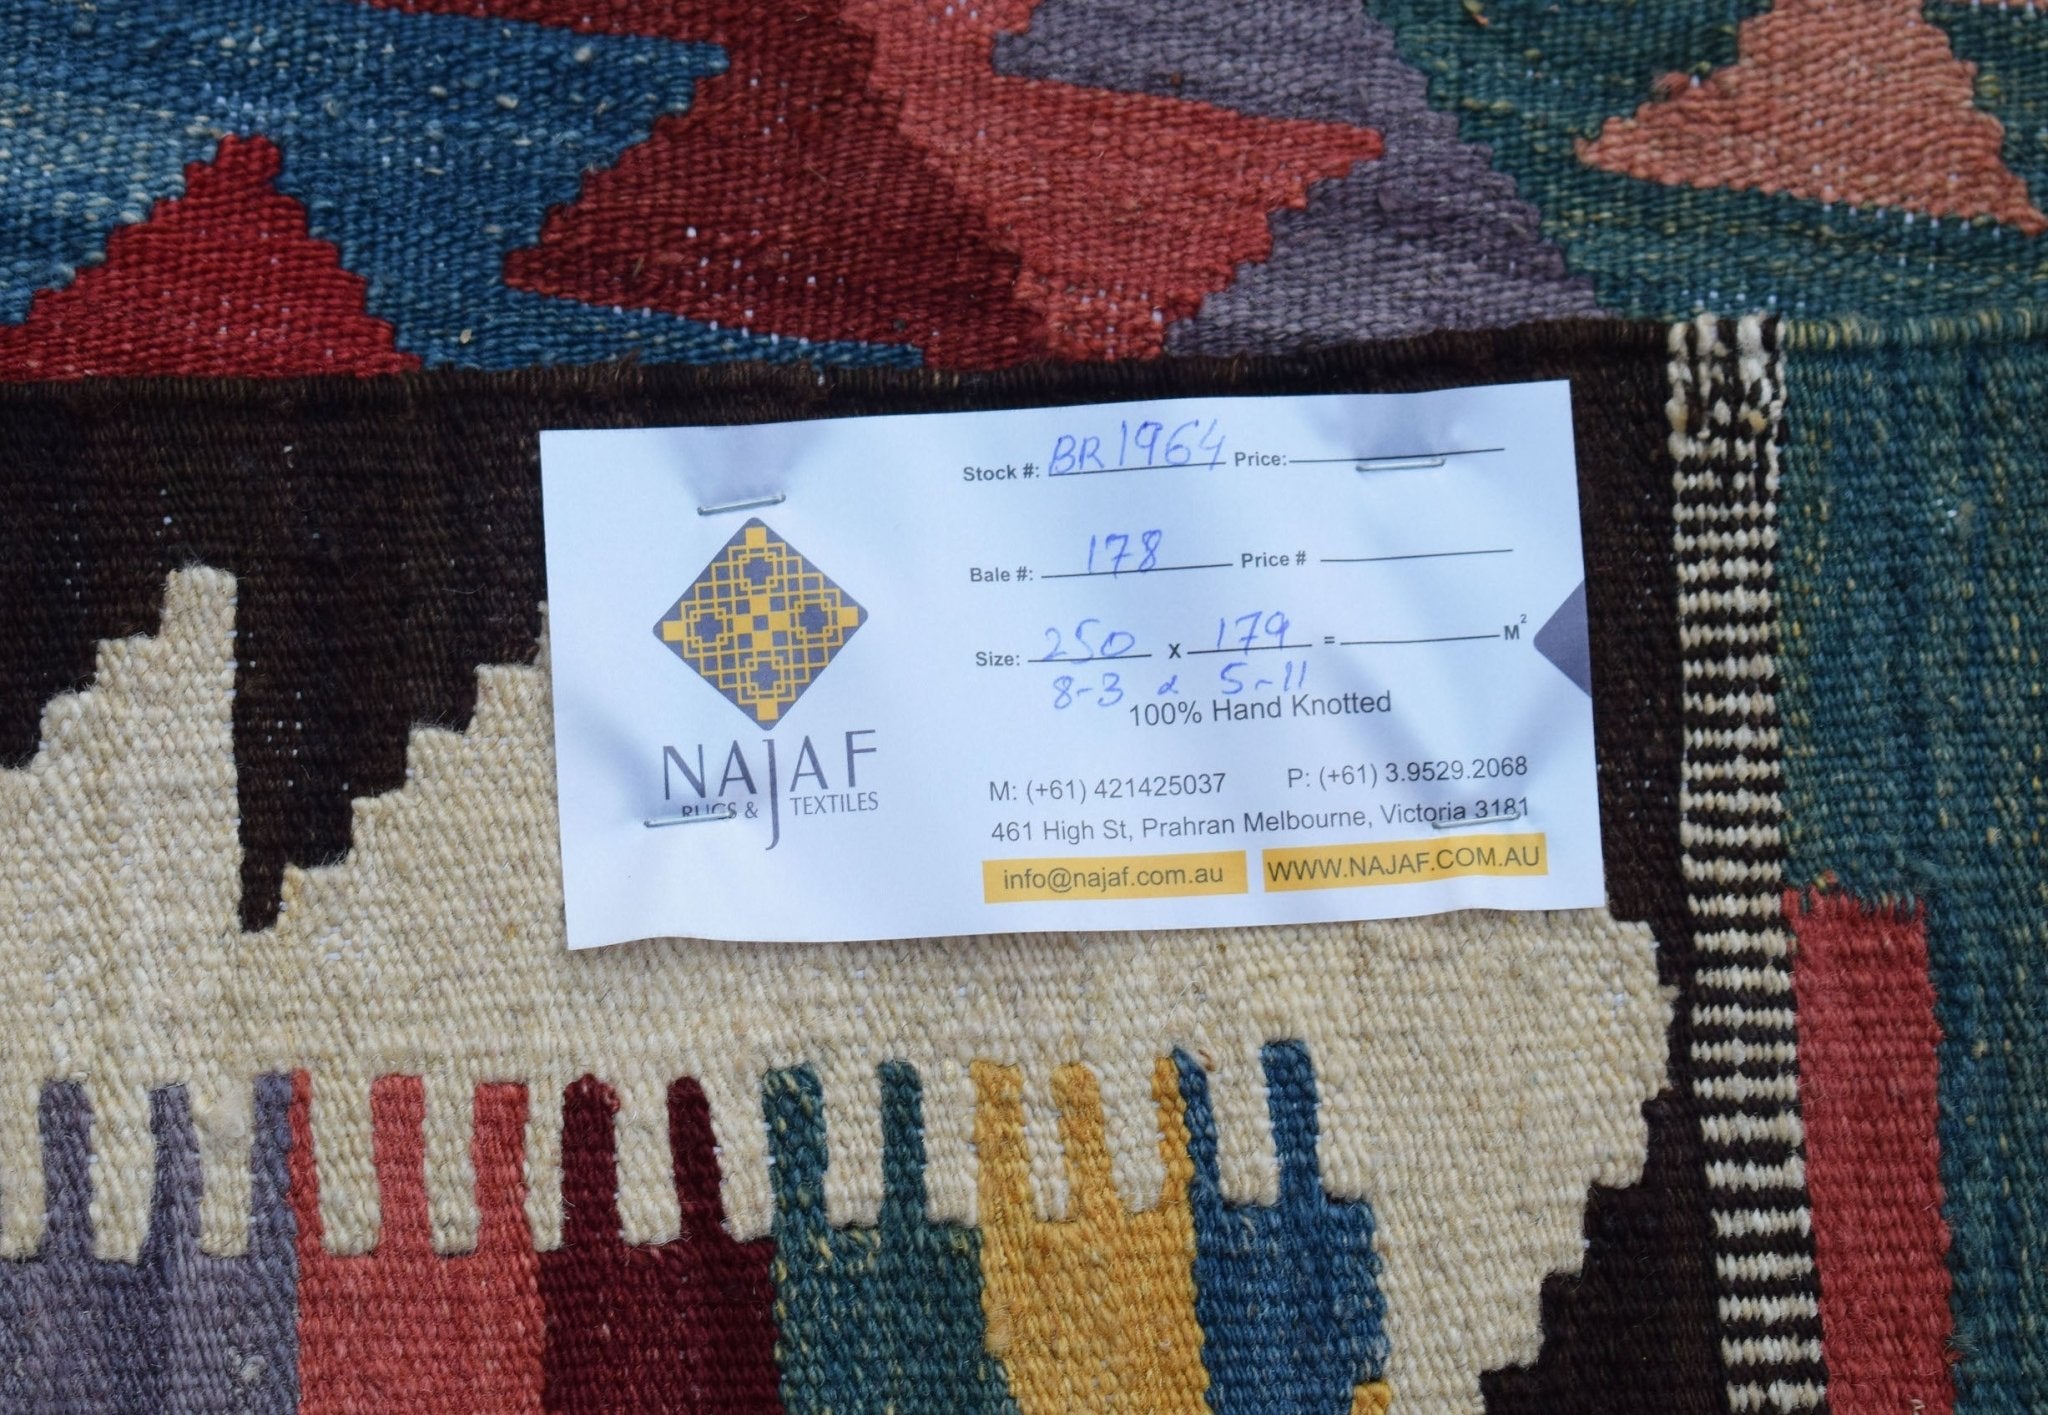 Stock #: BR1964 Price:
Bale #: 178 Price #
Size: 250 x 179 = M²
8-3 x 5-11
100% Hand Knotted
NAJAF
RUGS & TEXTILES
M: (+61) 421425037 P: (+61) 3.9529.2068
461 High St, Prahran Melbourne, Victoria 3181
info@najaf.com.au WWW.NAJAF.COM.AU